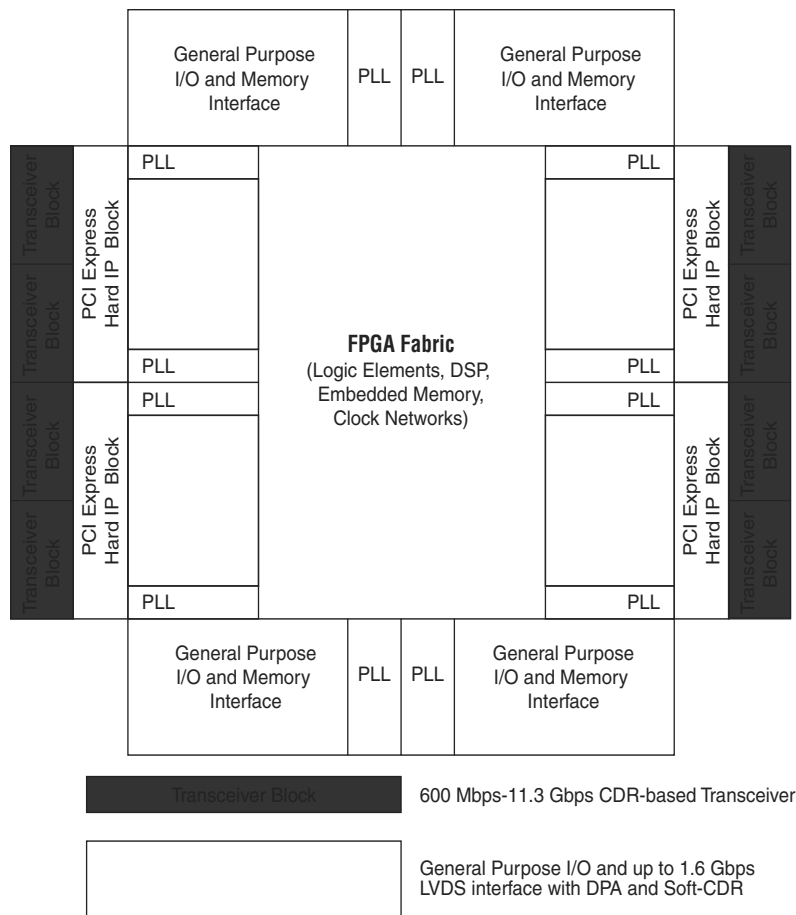 General Purpose
I/O and Memory
Interface
PLL
PLL
General Purpose
I/O and Memory
Interface
Transceiver
Block
Transceiver
Block
Transceiver
Block
Transceiver
Block
PCI Express
Hard IP Block
PCI Express
Hard IP Block
PLL
PLL
PLL
PLL
FPGA Fabric
(Logic Elements, DSP,
Embedded Memory,
Clock Networks)
PLL
PLL
PLL
PLL
PCI Express
Hard IP Block
PCI Express
Hard IP Block
Transceiver
Block
Transceiver
Block
Transceiver
Block
Transceiver
Block
General Purpose
I/O and Memory
Interface
PLL
PLL
General Purpose
I/O and Memory
Interface
Transceiver Block
600 Mbps-11.3 Gbps CDR-based Transceiver
General Purpose I/O and up to 1.6 Gbps
LVDS interface with DPA and Soft-CDR